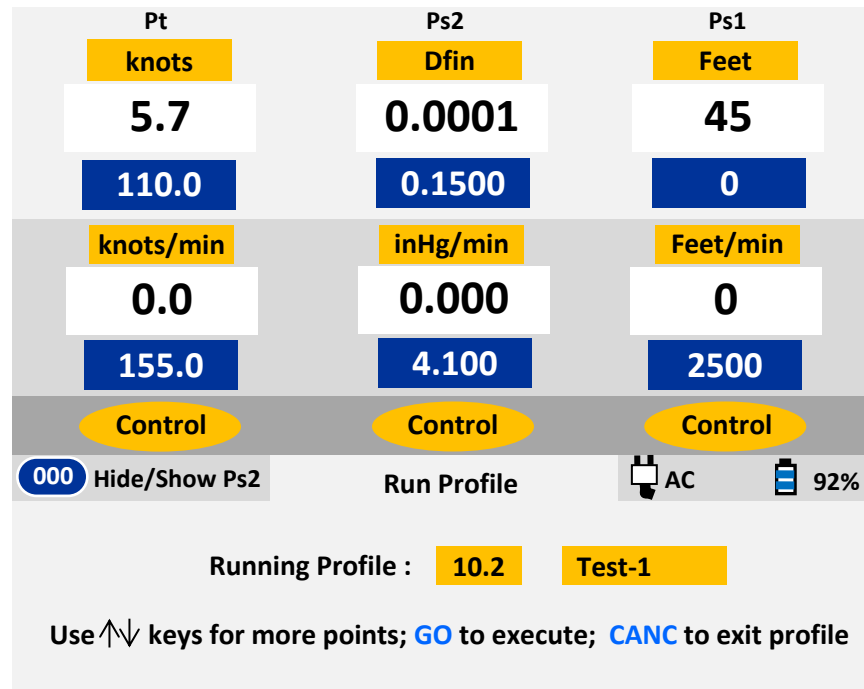 Pt Ps2 Ps1
knots Dfin Feet
5.7 0.0001 45
110.0 0.1500 0
knots/min inHg/min Feet/min
0.0 0.000 0
155.0 4.100 2500
Control Control Control
000 Hide/Show Ps2 Run Profile AC 92%
Running Profile : 10.2 Test-1
Use ↑↓ keys for more points; GO to execute; CANC to exit profile